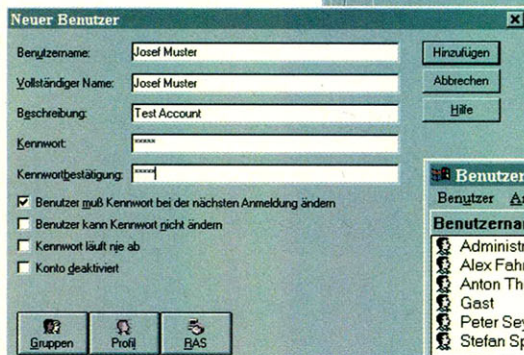 Neuer Benutzer
Benutzername: Josef Muster
Hinzufügen
Vollständiger Name: Josef Muster
Abbrechen
Beschreibung: Test Account
Hilfe
Kennwort: *****
Kennwortbestätigung: *****
Benutzer muß Kennwort bei der nächsten Anmeldung ändern
Benutzer kann Kennwort nicht ändern
Kennwort läuft nie ab
Konto deaktiviert
Gruppen
Profil
RAS
Benutzer
Benutzer
Benutzerna
Administr
Alex Fahr
Anton Th
Gast
Peter Sey
Stefan Sp